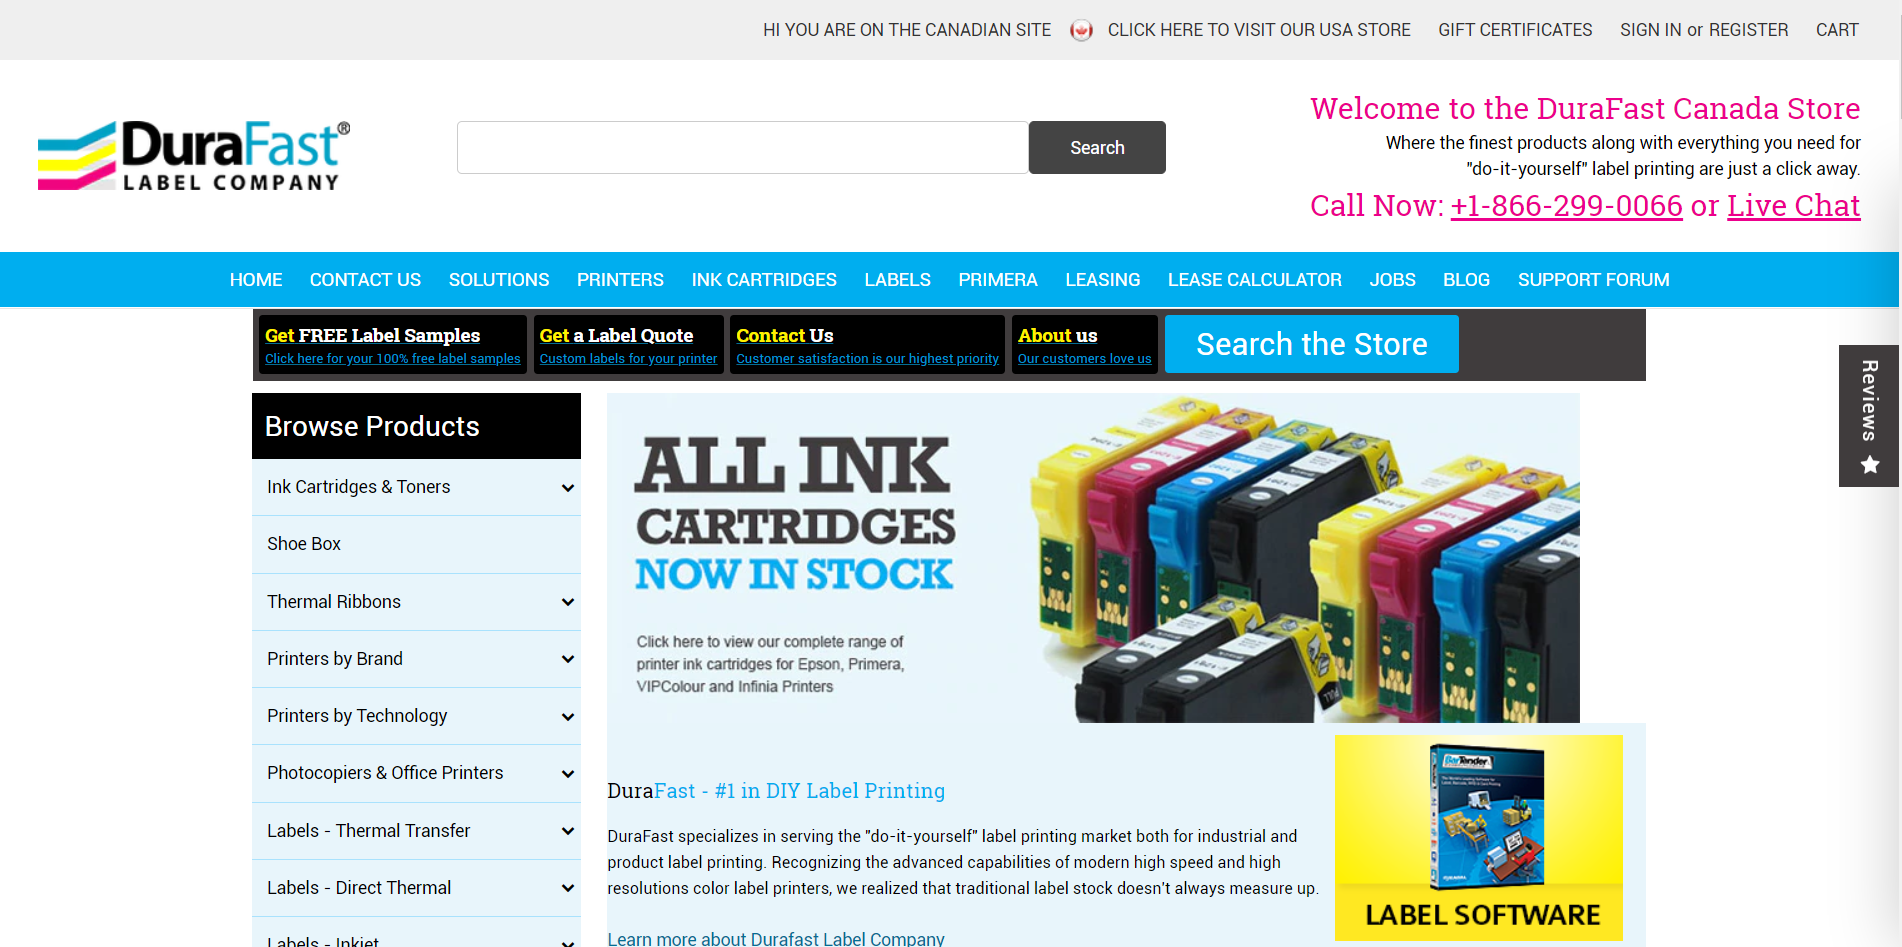 HI YOU ARE ON THE CANADIAN SITE CLICK HERE TO VISIT OUR USA STORE GIFT CERTIFICATES SIGN IN or REGISTER CART
DuraFast®
LABEL COMPANY
Search
Welcome to the DuraFast Canada Store
Where the finest products along with everything you need for
"do-it-yourself" label printing are just a click away.
Call Now: +1-866-299-0066 or Live Chat
HOME CONTACT US SOLUTIONS PRINTERS INK CARTRIDGES LABELS PRIMERA LEASING LEASE CALCULATOR JOBS BLOG SUPPORT FORUM
Get FREE Label Samples
Click here for your 100% free label samples
Get a Label Quote
Custom labels for your printer
Contact Us
Customer satisfaction is our highest priority
About us
Our customers love us
Search the Store
Reviews
Browse Products
Ink Cartridges & Toners
Shoe Box
Thermal Ribbons
Printers by Brand
Printers by Technology
Photocopiers & Office Printers
Labels - Thermal Transfer
Labels - Direct Thermal
Labels - Inkjet
ALL INK
CARTRIDGES
NOW IN STOCK
Click here to view our complete range of
printer ink cartridges for Epson, Primera,
VIPColour and Infinia Printers
PULL
DuraFast - #1 in DIY Label Printing
DuraFast specializes in serving the "do-it-yourself" label printing market both for industrial and
product label printing. Recognizing the advanced capabilities of modern high speed and high
resolutions color label printers, we realized that traditional label stock doesn't always measure up.
Learn more about Durafast Label Company
BarTender
LABEL SOFTWARE